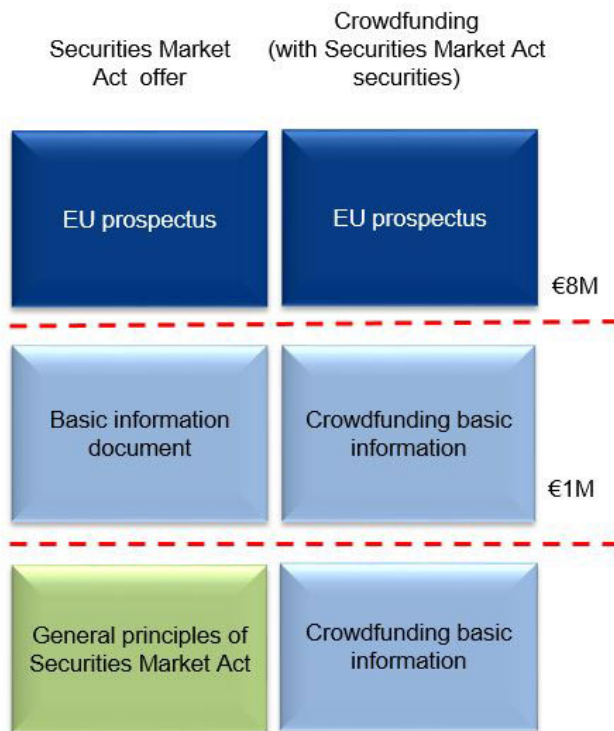 Securities Market
Act offer
Crowdfunding
(with Securities Market Act
securities)
EU prospectus
EU prospectus
€8M
Basic information
document
Crowdfunding basic
information
€1M
General principles of
Securities Market Act
Crowdfunding basic
information